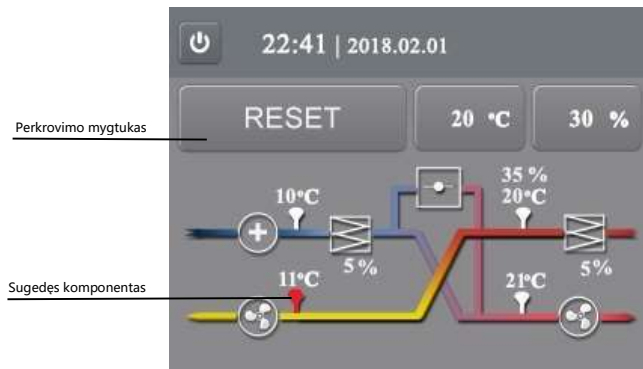 22:41 | 2018.02.01
Perkrovimo mygtukas
RESET
20 °C
30 %
35 %
10°C
20°C
5%
5%
Sugedęs komponentas
11°C
21°C